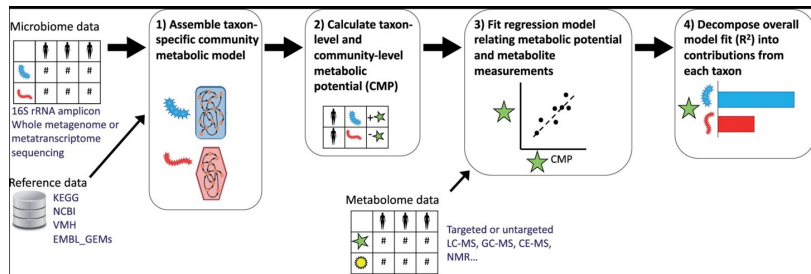 Microbiome data
# # #
# # #
16S rRNA amplicon
Whole metagenome or
metatranscriptome
sequencing
Reference data
KEGG
NCBI
VMH
EMBL_GEMs
1) Assemble taxon-
specific community
metabolic model
2) Calculate taxon-
level and
community-level
metabolic
potential (CMP)
+
-
3) Fit regression model
relating metabolic potential
and metabolite
measurements
CMP
Metabolome data
# # #
# # #
Targeted or untargeted
LC-MS, GC-MS, CE-MS,
NMR...
4) Decompose overall
model fit (R²) into
contributions from
each taxon